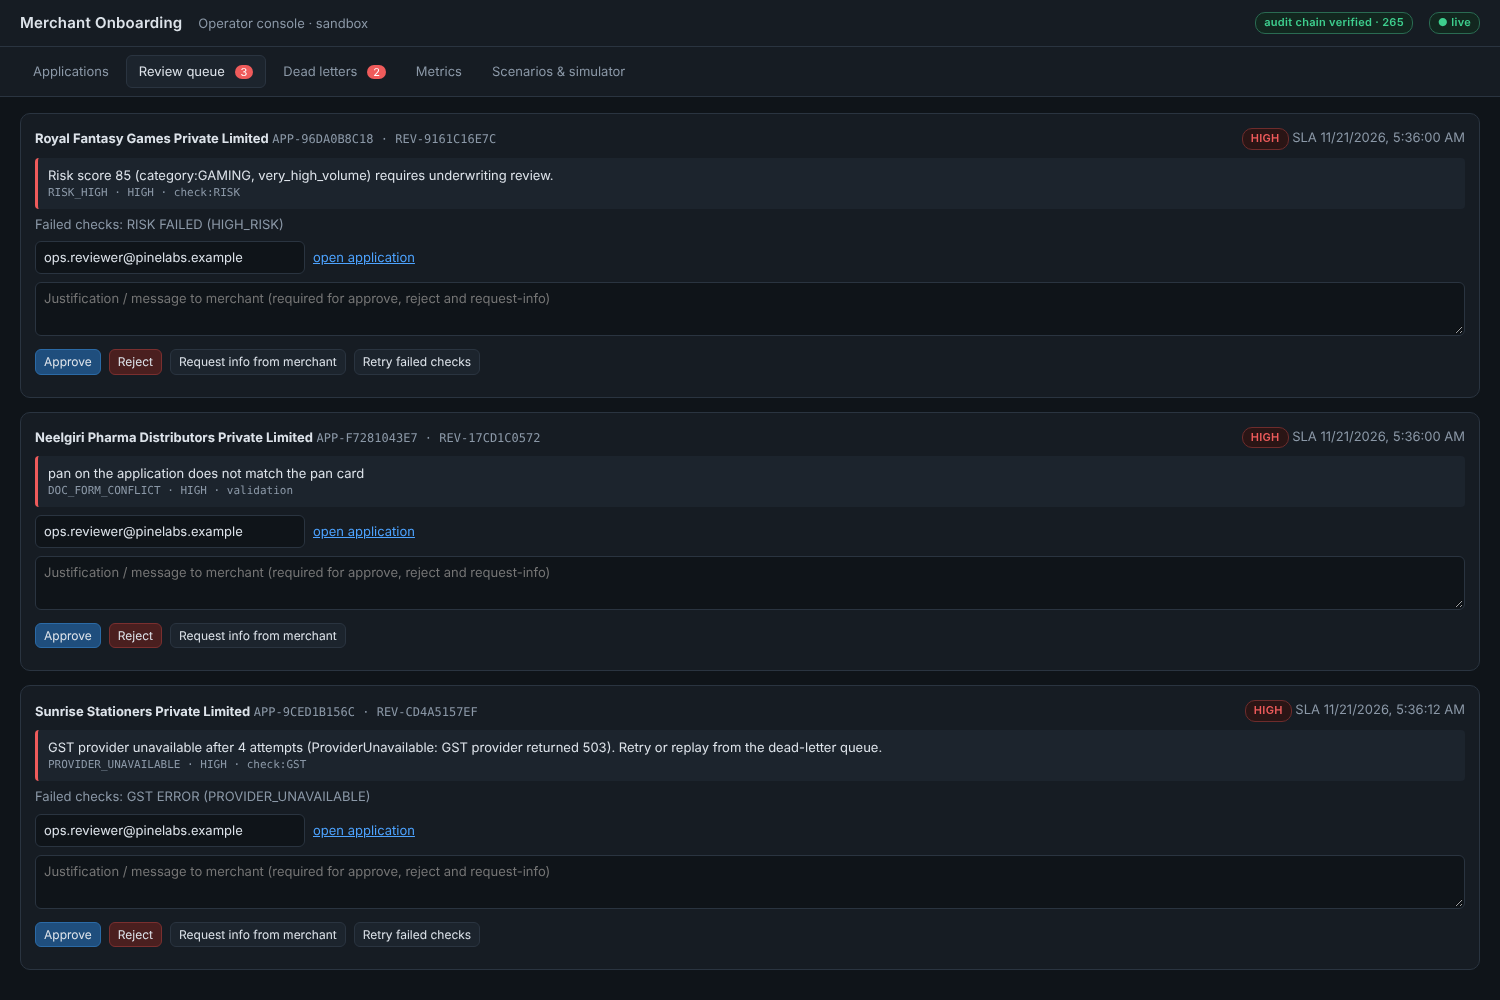 Merchant Onboarding Operator console · sandbox audit chain verified · 265 live
Applications Review queue 3 Dead letters 2 Metrics Scenarios & simulator
Royal Fantasy Games Private Limited APP-96DA0B8C18 · REV-9161C16E7C HIGH SLA 11/21/2026, 5:36:00 AM
Risk score 85 (category:GAMING, very_high_volume) requires underwriting review.
RISK_HIGH · HIGH · check:RISK
Failed checks: RISK FAILED (HIGH_RISK)
ops.reviewer@pinelabs.example open application
Justification / message to merchant (required for approve, reject and request-info)
Approve Reject Request info from merchant Retry failed checks
Neelgiri Pharma Distributors Private Limited APP-F7281043E7 · REV-17CD1C0572 HIGH SLA 11/21/2026, 5:36:00 AM
pan on the application does not match the pan card
DOC_FORM_CONFLICT · HIGH · validation
ops.reviewer@pinelabs.example open application
Justification / message to merchant (required for approve, reject and request-info)
Approve Reject Request info from merchant
Sunrise Stationers Private Limited APP-9CED1B156C · REV-CD4A5157EF HIGH SLA 11/21/2026, 5:36:12 AM
GST provider unavailable after 4 attempts (ProviderUnavailable: GST provider returned 503). Retry or replay from the dead-letter queue.
PROVIDER_UNAVAILABLE · HIGH · check:GST
Failed checks: GST ERROR (PROVIDER_UNAVAILABLE)
ops.reviewer@pinelabs.example open application
Justification / message to merchant (required for approve, reject and request-info)
Approve Reject Request info from merchant Retry failed checks